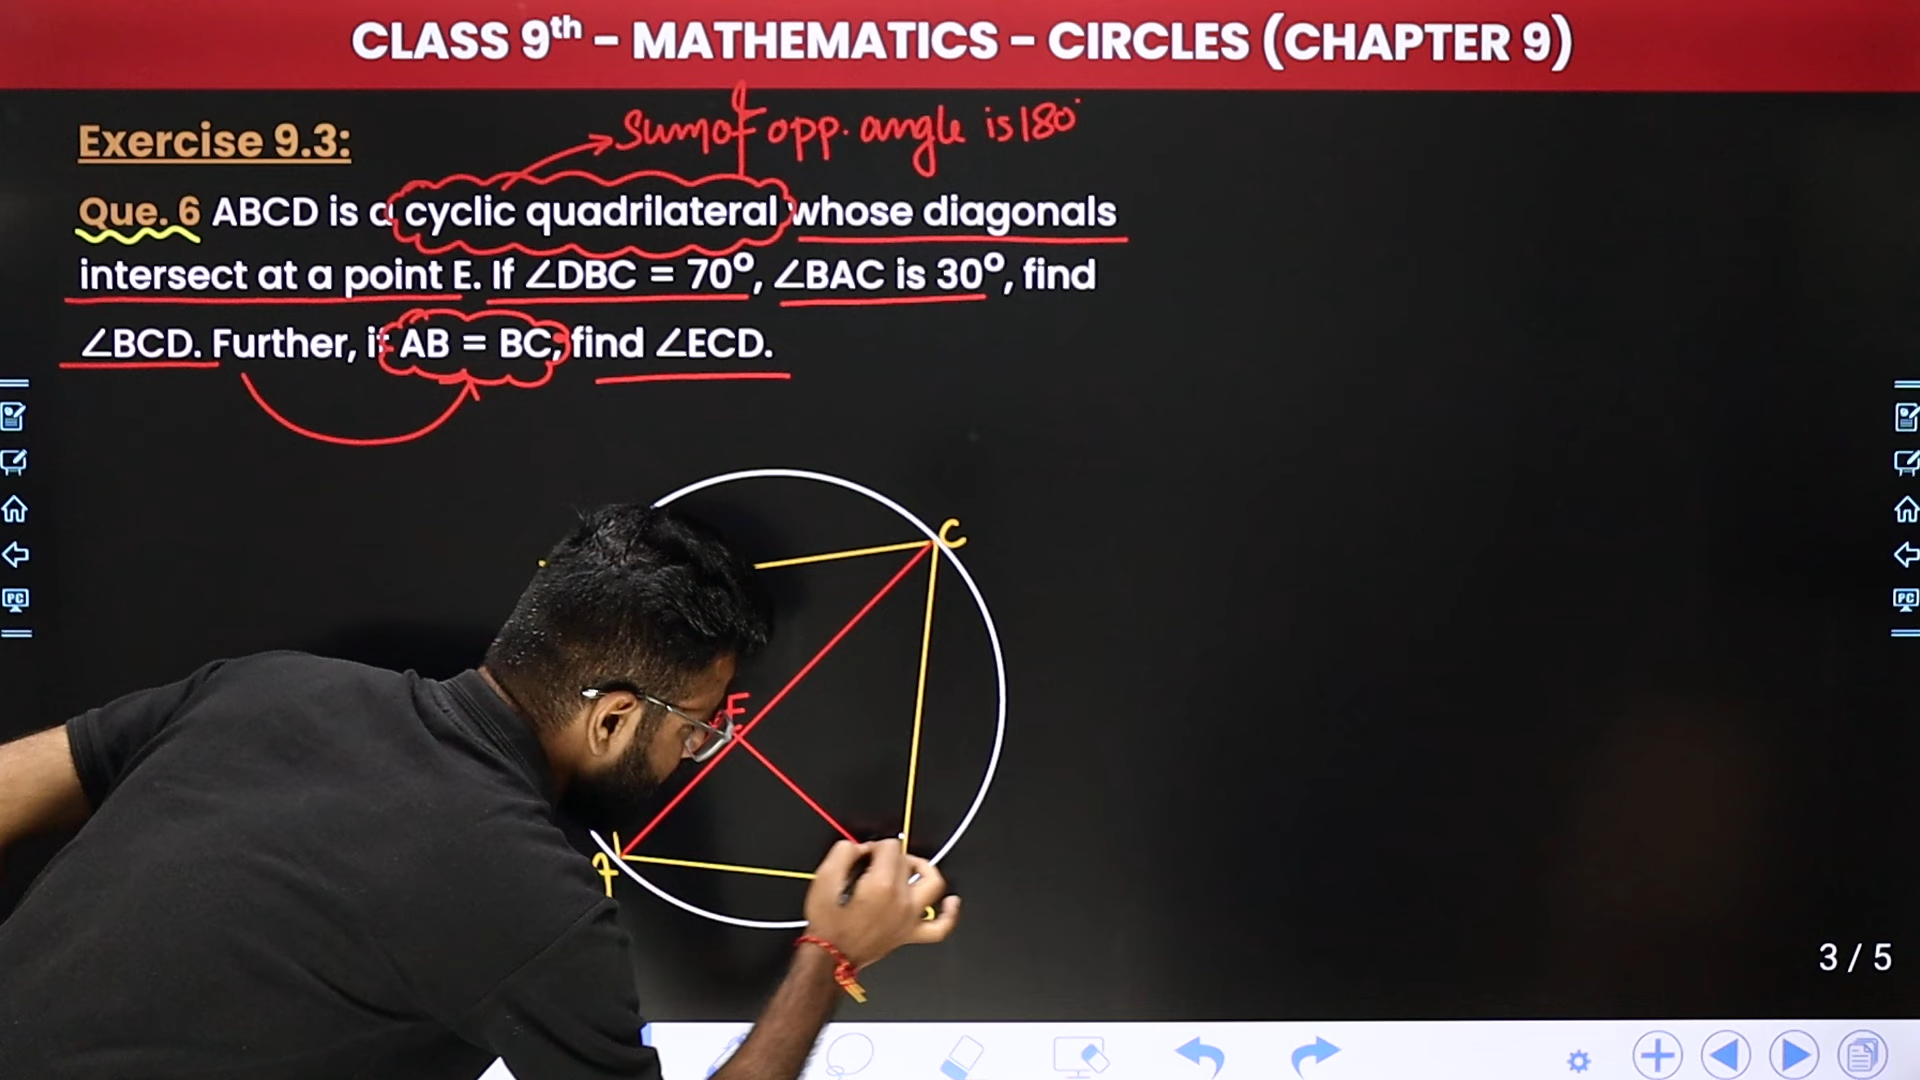 CLASS 9th - MATHEMATICS - CIRCLES (CHAPTER 9)
Exercise 9.3:
Sum of opp. angle is 180°
Que. 6 ABCD is a cyclic quadrilateral whose diagonals
intersect at a point E. If ∠DBC = 70°, ∠BAC is 30°, find
∠BCD. Further, if AB = BC, find ∠ECD.
C
E
A
3 / 5
PC
PC